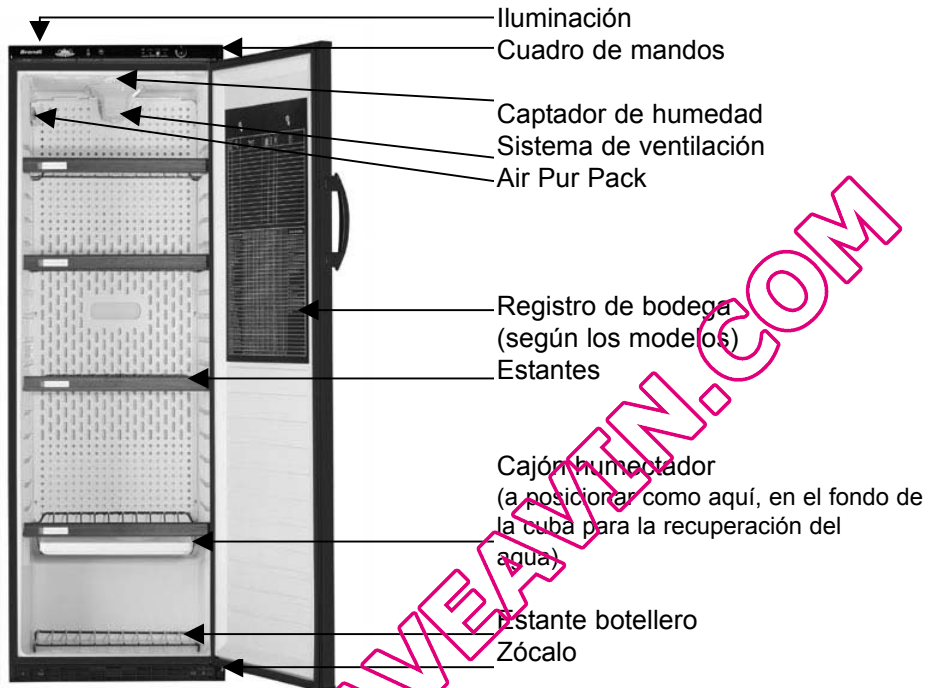 Iluminación
Cuadro de mandos
Brandt
Captador de humedad
Sistema de ventilación
Air Pur Pack
Registro de bodega
(según los modelos)
Estantes
Cajón humectador
(a posicionar como aquí, en el fondo de
la cuba para la recuperación del
agua)
Estante botellero
Zócalo
VEAVIN.COM